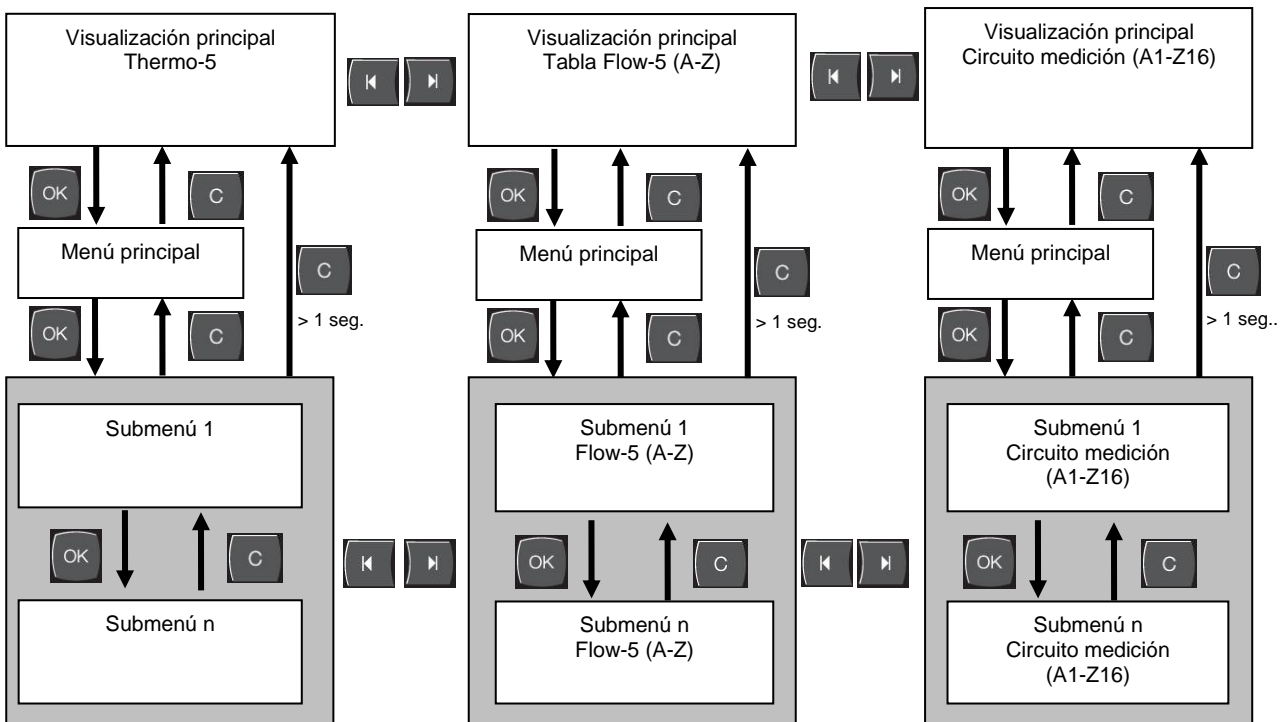 Visualización principal
Thermo-5
Visualización principal
Tabla Flow-5 (A-Z)
Visualización principal
Circuito medición (A1-Z16)
OK
C
OK
C
OK
C
Menú principal
Menú principal
Menú principal
C
C
C
> 1 seg.
> 1 seg.
> 1 seg..
OK
C
OK
C
OK
C
Submenú 1
Submenú 1
Flow-5 (A-Z)
Submenú 1
Circuito medición
(A1-Z16)
OK
C
OK
C
OK
C
Submenú n
Submenú n
Flow-5 (A-Z)
Submenú n
Circuito medición
(A1-Z16)